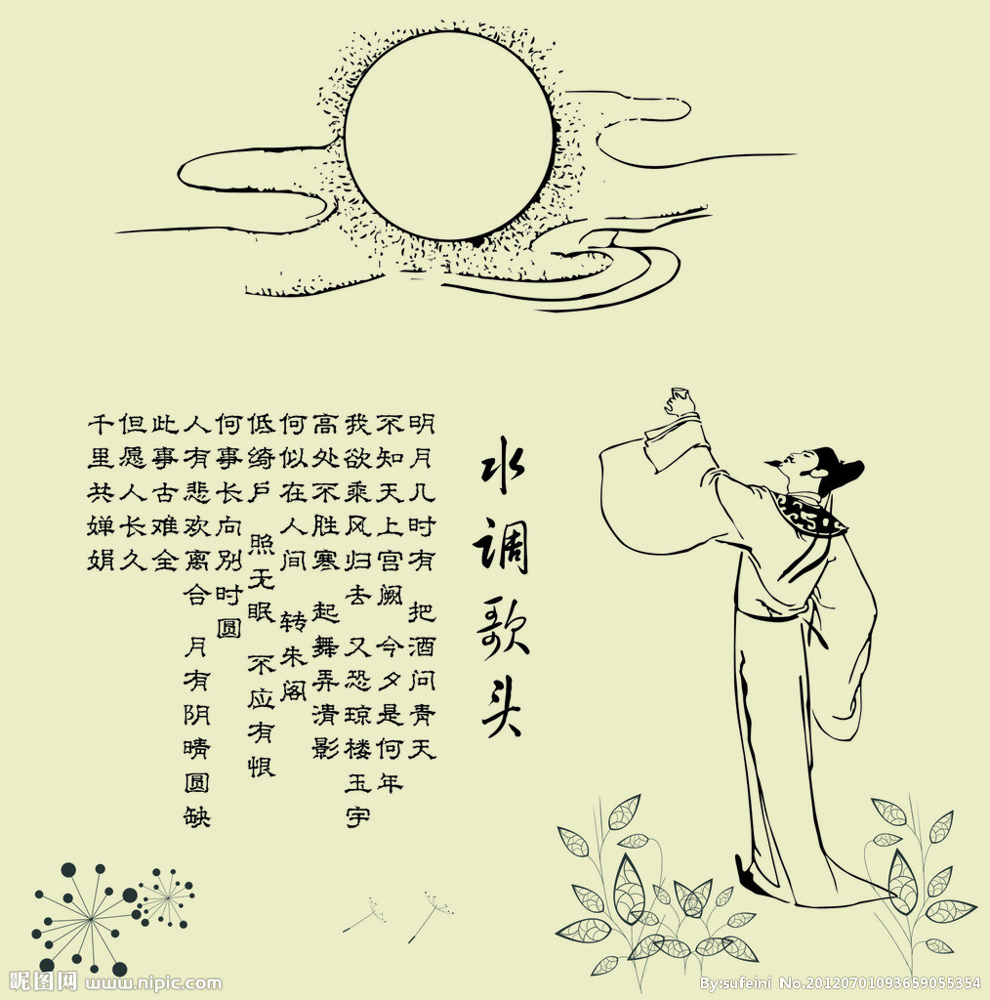 水调歌头
明月几时有 把酒问青天
不知天上宫阙 今夕是何年
我欲乘风归去 又恐琼楼玉宇
高处不胜寒 起舞弄清影
何似在人间 转朱阁
低绮户 照无眠 不应有恨
何事长向别时圆
人有悲欢离合 月有阴晴圆缺
此事古难全
但愿人长久
千里共婵娟
昵图网 www.nipic.com
By:sufeini No.20120701093659055354